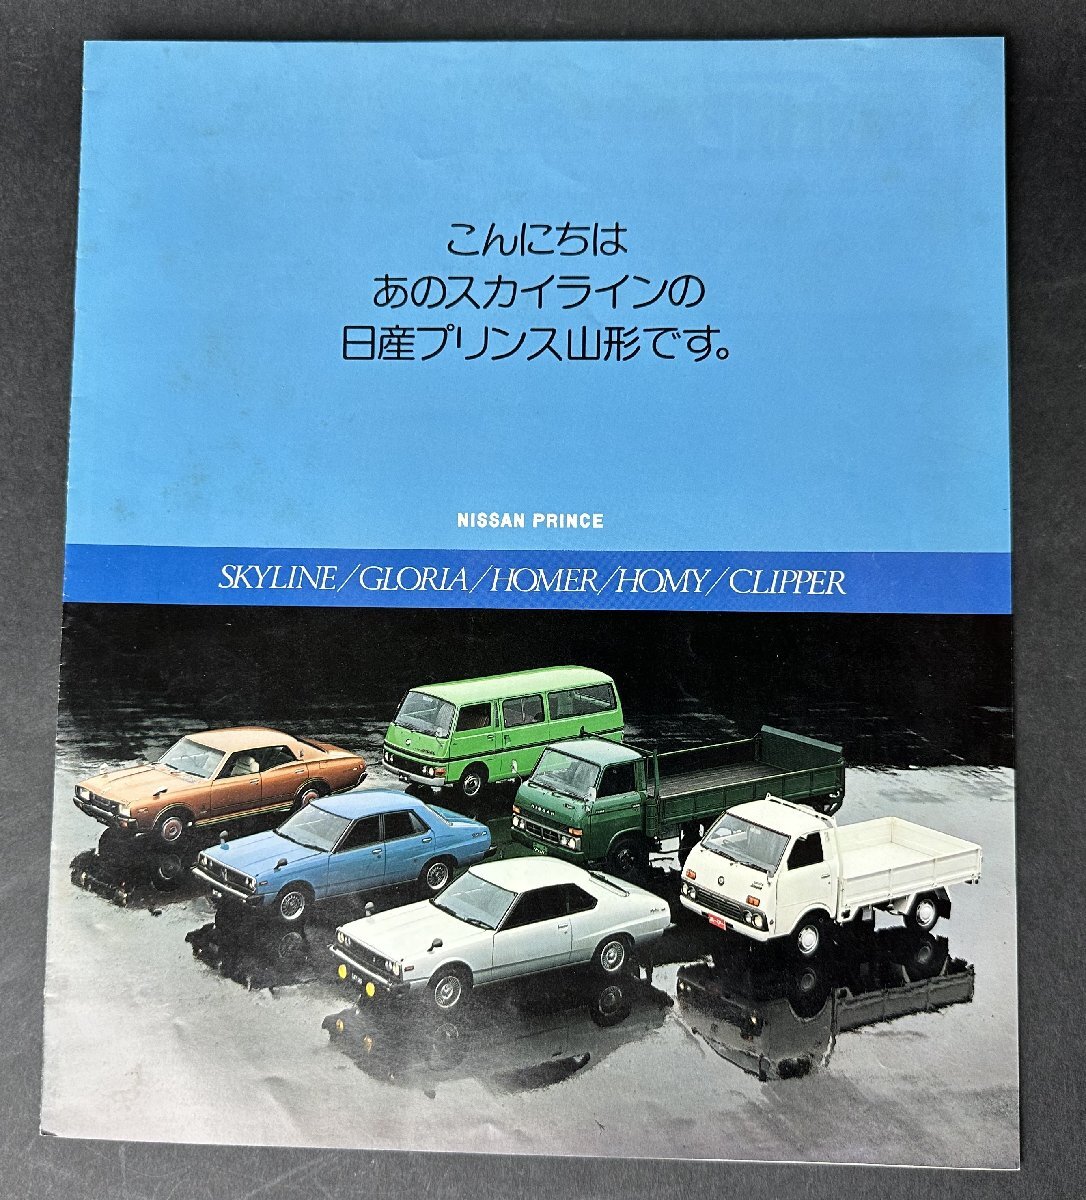 こんにちは
あのスカイラインの
日産プリンス山形です。
NISSAN PRINCE
SKYLINE/GLORIA/HOMER/HOMY/CLIPPER
NISSAN